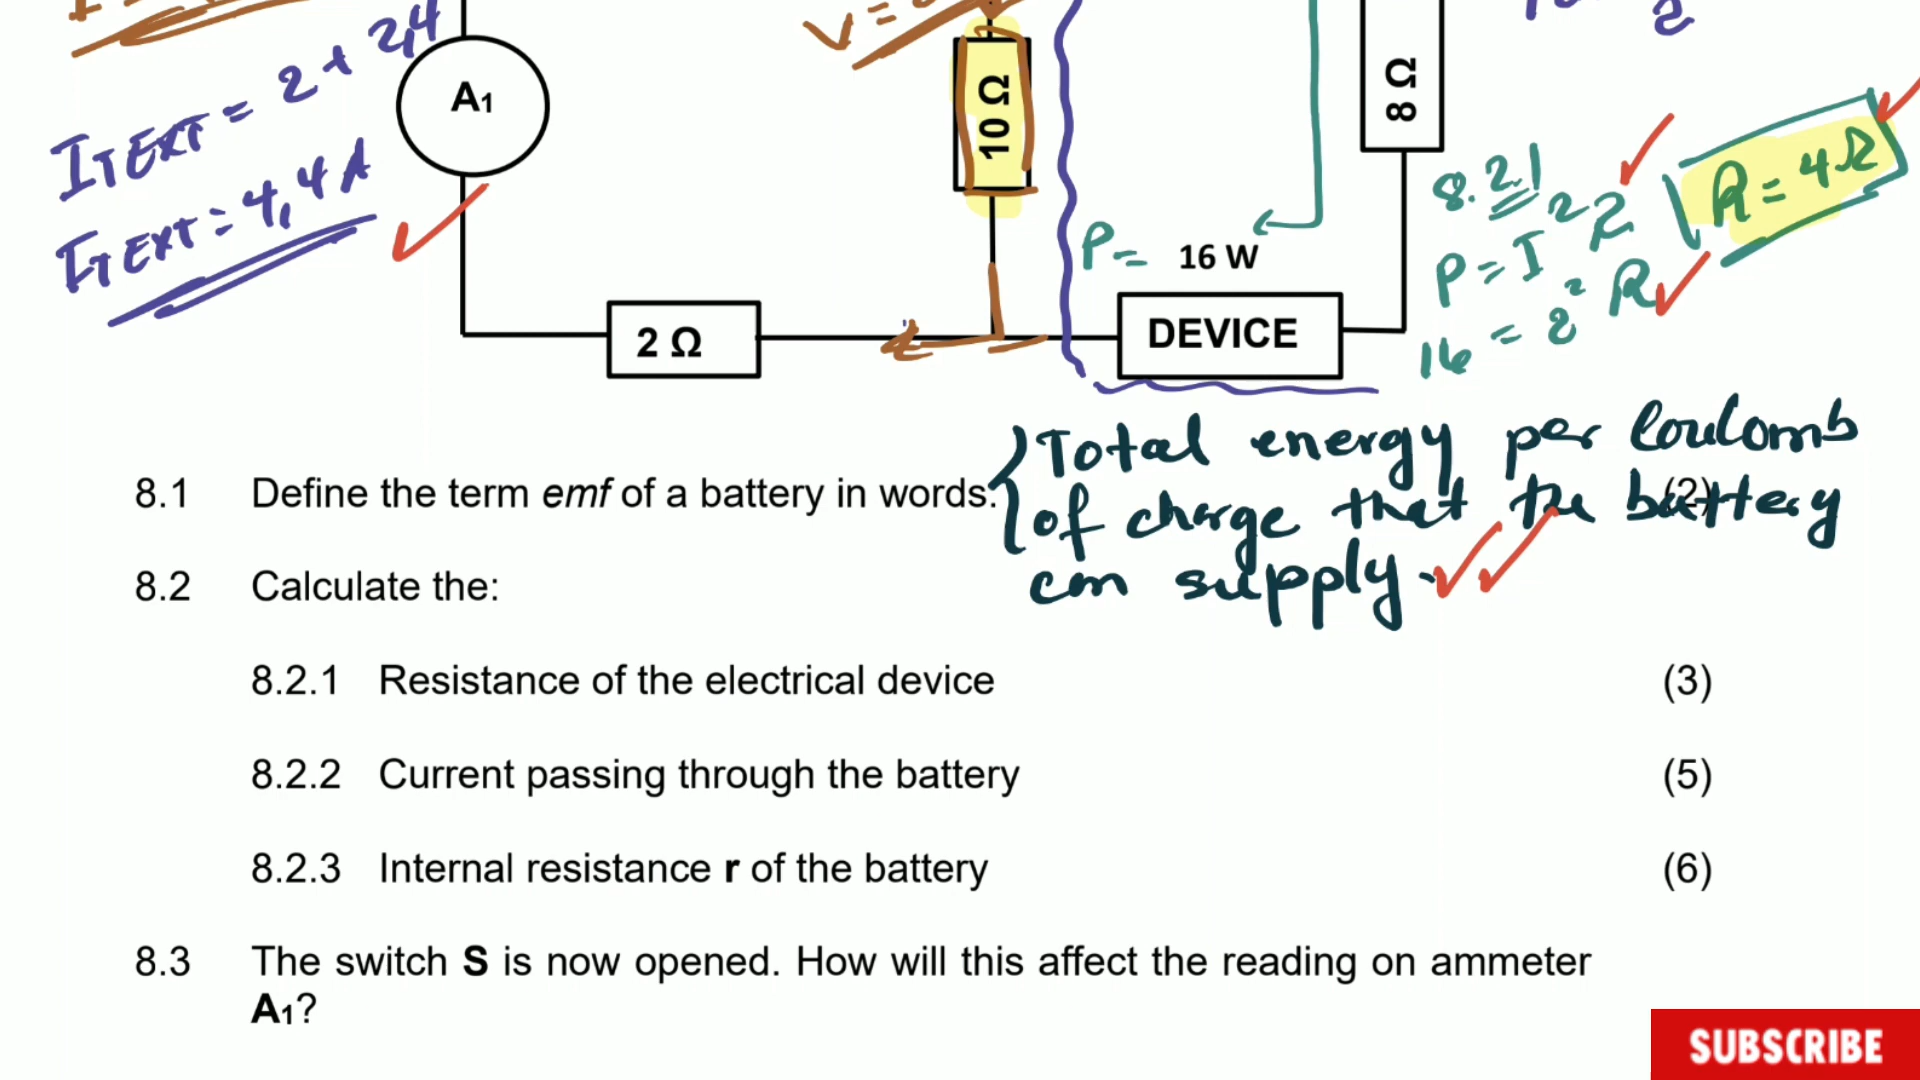 I_T EXT = 2 + 2,4
I_T EXT = 4,4 A
A1
V =
10 Ω
8 Ω
P = 16 W
2 Ω
DEVICE
8.2.1
P = I²R
16 = 2² R
R = 4 Ω
Total energy per Coulomb
of charge that the battery
can supply.
8.1 Define the term emf of a battery in words. (2)
8.2 Calculate the:
8.2.1 Resistance of the electrical device (3)
8.2.2 Current passing through the battery (5)
8.2.3 Internal resistance r of the battery (6)
8.3 The switch S is now opened. How will this affect the reading on ammeter
A1?
SUBSCRIBE